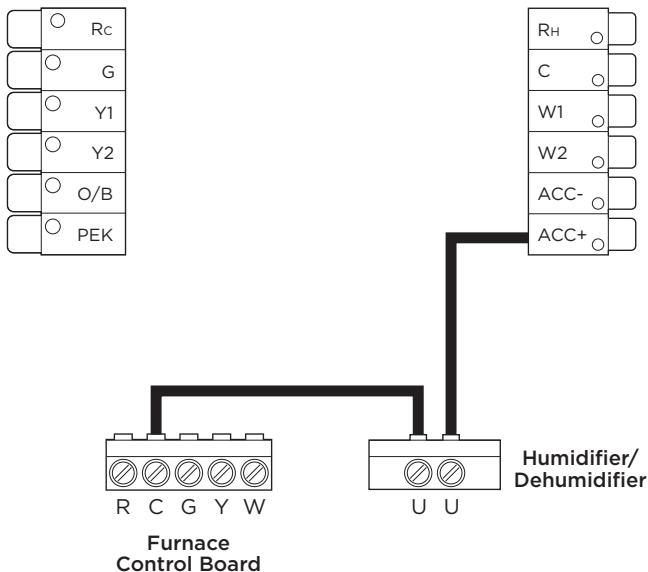 Rc
G
Y1
Y2
O/B
PEK
RH
C
W1
W2
ACC-
ACC+
R C G Y W
Furnace
Control Board
U U
Humidifier/
Dehumidifier